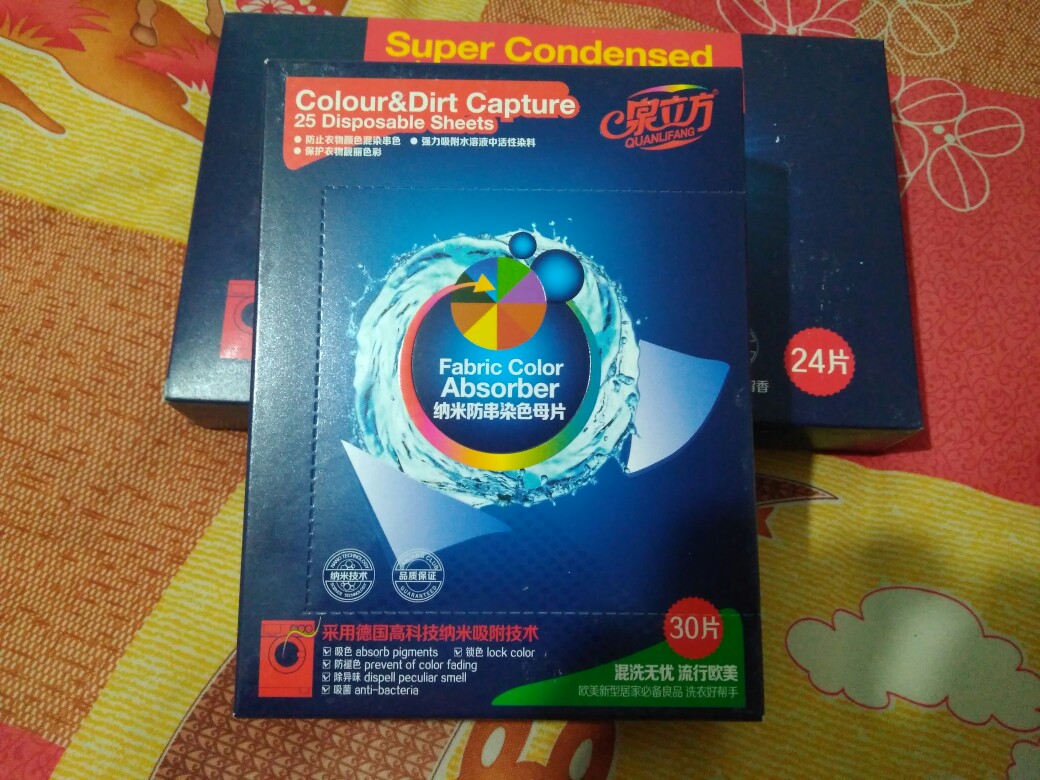 Super Condensed
Colour&Dirt Capture
25 Disposable Sheets
防止衣物颜色混染串色 强力吸附水溶液中活性染料
保护衣物靓丽色彩
泉立方
QUANLIFANG
Fabric Color
Absorber
纳米防串染色母片
24片
留香
NANO TECHNOLOGY
纳米技术
品质保证
GUARANTEED
采用德国高科技纳米吸附技术
吸色 absorb pigments 锁色 lock color
防褪色 prevent of color fading
除异味 dispell peculiar smell
吸菌 anti-bacteria
30片
混洗无忧 流行欧美
欧美新型居家必备良品 洗衣好帮手